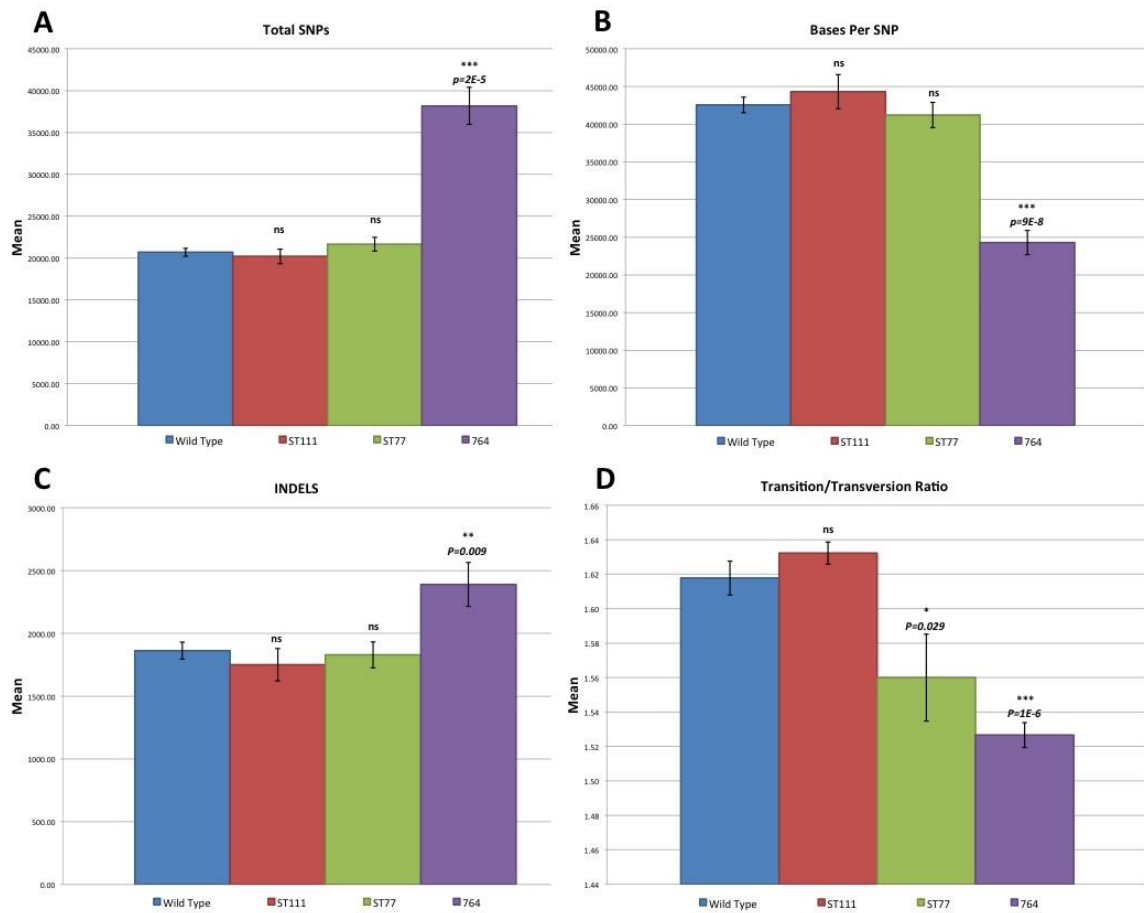 A
Total SNPs
45000.00
40000.00
35000.00
30000.00
25000.00
20000.00
15000.00
10000.00
5000.00
0.00
Mean
ns
ns
***
p=2E-5
Wild Type ST111 ST77 764
B
Bases Per SNP
50000.00
45000.00
40000.00
35000.00
30000.00
25000.00
20000.00
15000.00
10000.00
5000.00
0.00
Mean
ns
ns
***
p=9E-8
Wild Type ST111 ST77 764
C
INDELS
3000.00
2500.00
2000.00
1500.00
1000.00
500.00
0.00
Mean
ns
ns
**
P=0.009
Wild Type ST111 ST77 764
D
Transition/Transversion Ratio
1.66
1.64
1.62
1.60
1.58
1.56
1.54
1.52
1.50
1.48
1.46
1.44
Mean
ns
*
P=0.029
***
P=1E-6
Wild Type ST111 ST77 764